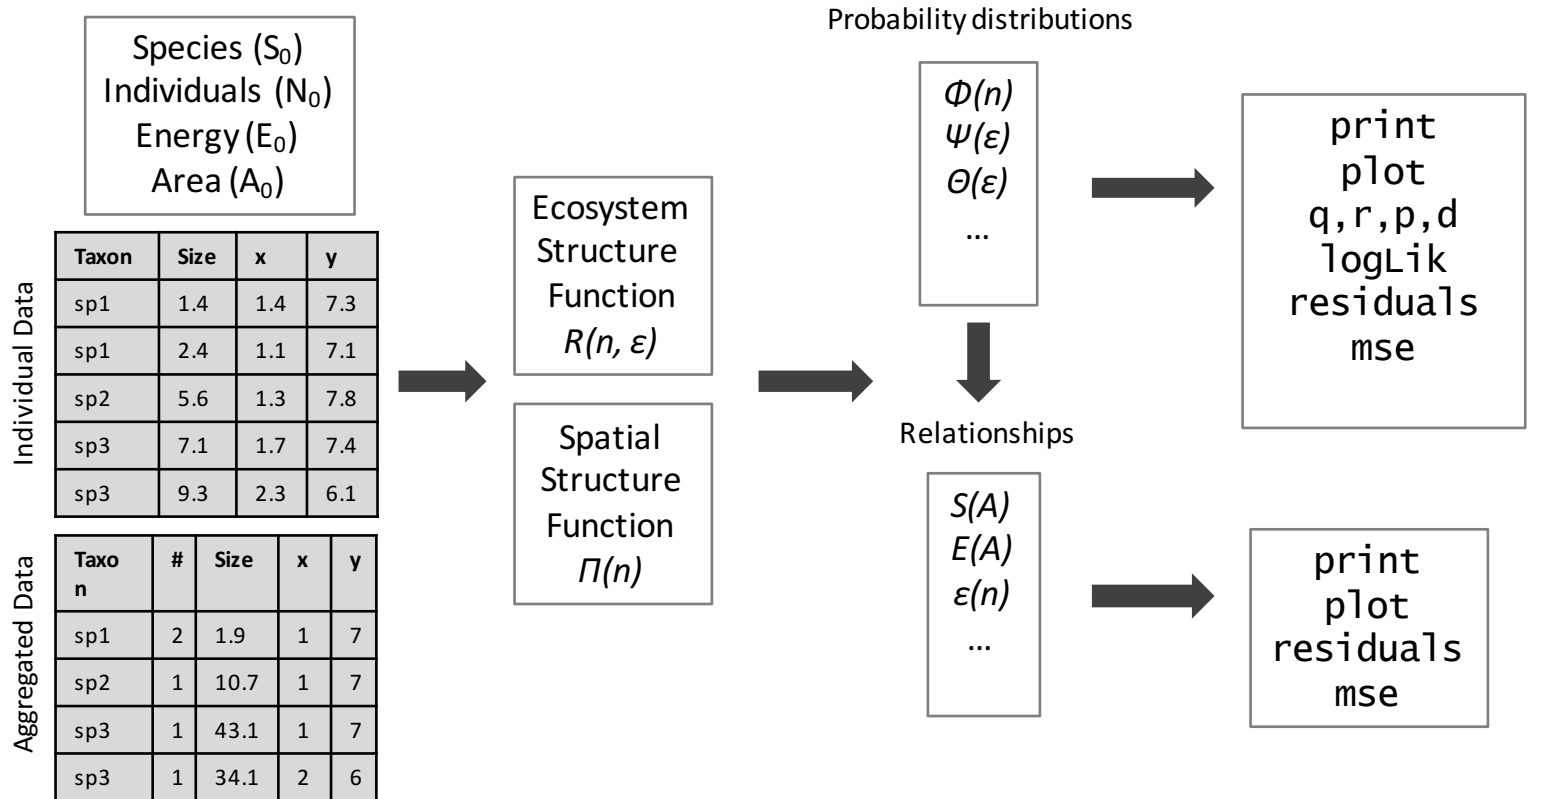 Species (S₀)
Individuals (N₀)
Energy (E₀)
Area (A₀)
Individual Data
Taxon Size x y
sp1 1.4 1.4 7.3
sp1 2.4 1.1 7.1
sp2 5.6 1.3 7.8
sp3 7.1 1.7 7.4
sp3 9.3 2.3 6.1
Aggregated Data
Taxo # Size x y
n
sp1 2 1.9 1 7
sp2 1 10.7 1 7
sp3 1 43.1 1 7
sp3 1 34.1 2 6
Ecosystem
Structure
Function
R(n, ε)
Spatial
Structure
Function
Π(n)
Probability distributions
Φ(n)
Ψ(ε)
Θ(ε)
...
Relationships
S(A)
E(A)
ε(n)
...
print
plot
q,r,p,d
logLik
residuals
mse
print
plot
residuals
mse